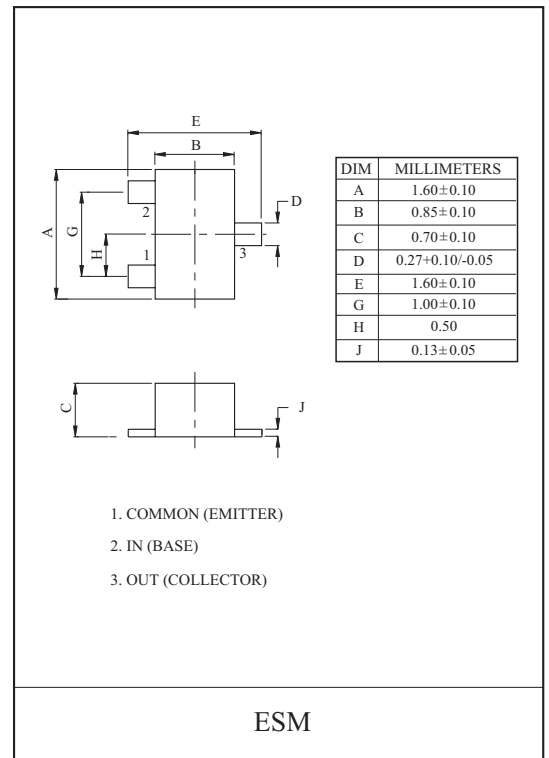 E
B
A
G
H
2
1
D
3
DIM MILLIMETERS
A 1.60±0.10
B 0.85±0.10
C 0.70±0.10
D 0.27+0.10/-0.05
E 1.60±0.10
G 1.00±0.10
H 0.50
J 0.13±0.05
C
J
1. COMMON (EMITTER)
2. IN (BASE)
3. OUT (COLLECTOR)
ESM